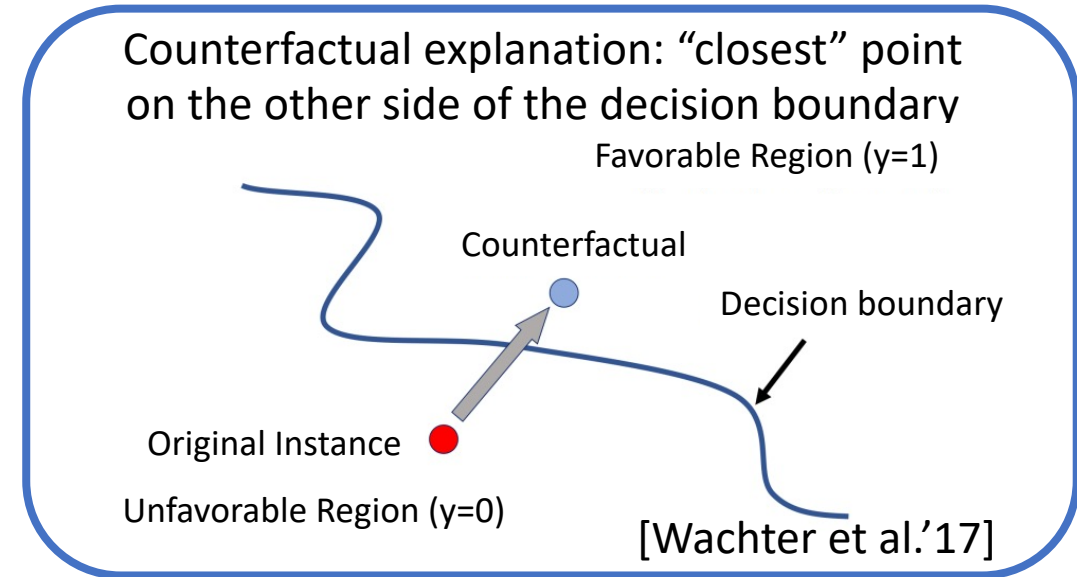 Counterfactual explanation: “closest” point
on the other side of the decision boundary
Favorable Region (y=1)
Counterfactual
Decision boundary
Original Instance
Unfavorable Region (y=0)
[Wachter et al.’17]